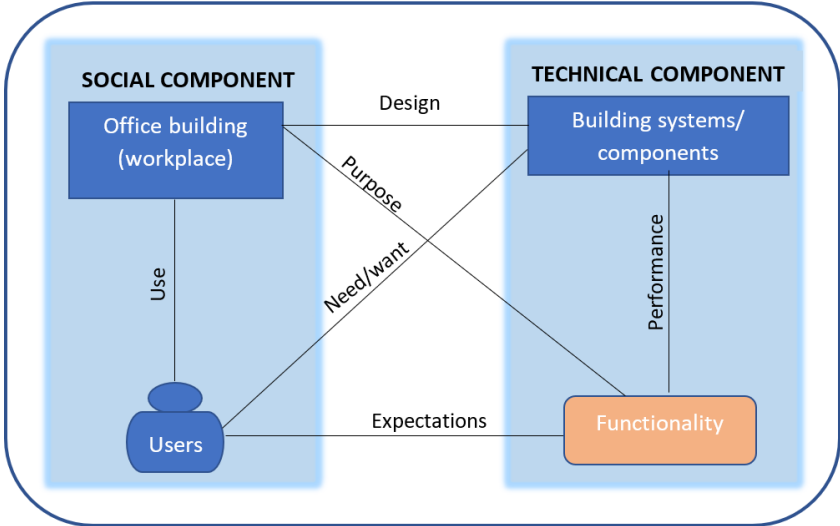 SOCIAL COMPONENT
TECHNICAL COMPONENT
Office building
(workplace)
Design
Building systems/
components
Purpose
Need/want
Use
Performance
Users
Expectations
Functionality